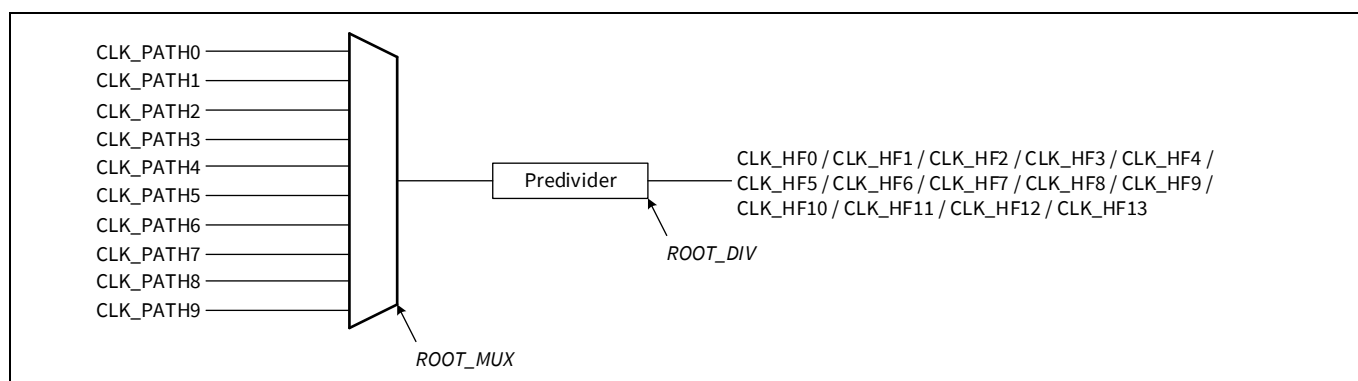 CLK_PATH0
CLK_PATH1
CLK_PATH2
CLK_PATH3
CLK_PATH4
CLK_PATH5
CLK_PATH6
CLK_PATH7
CLK_PATH8
CLK_PATH9
ROOT_MUX
Predivider
ROOT_DIV
CLK_HF0 / CLK_HF1 / CLK_HF2 / CLK_HF3 / CLK_HF4 /
CLK_HF5 / CLK_HF6 / CLK_HF7 / CLK_HF8 / CLK_HF9 /
CLK_HF10 / CLK_HF11 / CLK_HF12 / CLK_HF13